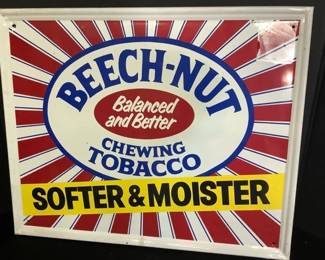 BEECH-NUT
Balanced
and Better
CHEWING
TOBACCO
SOFTER & MOISTER